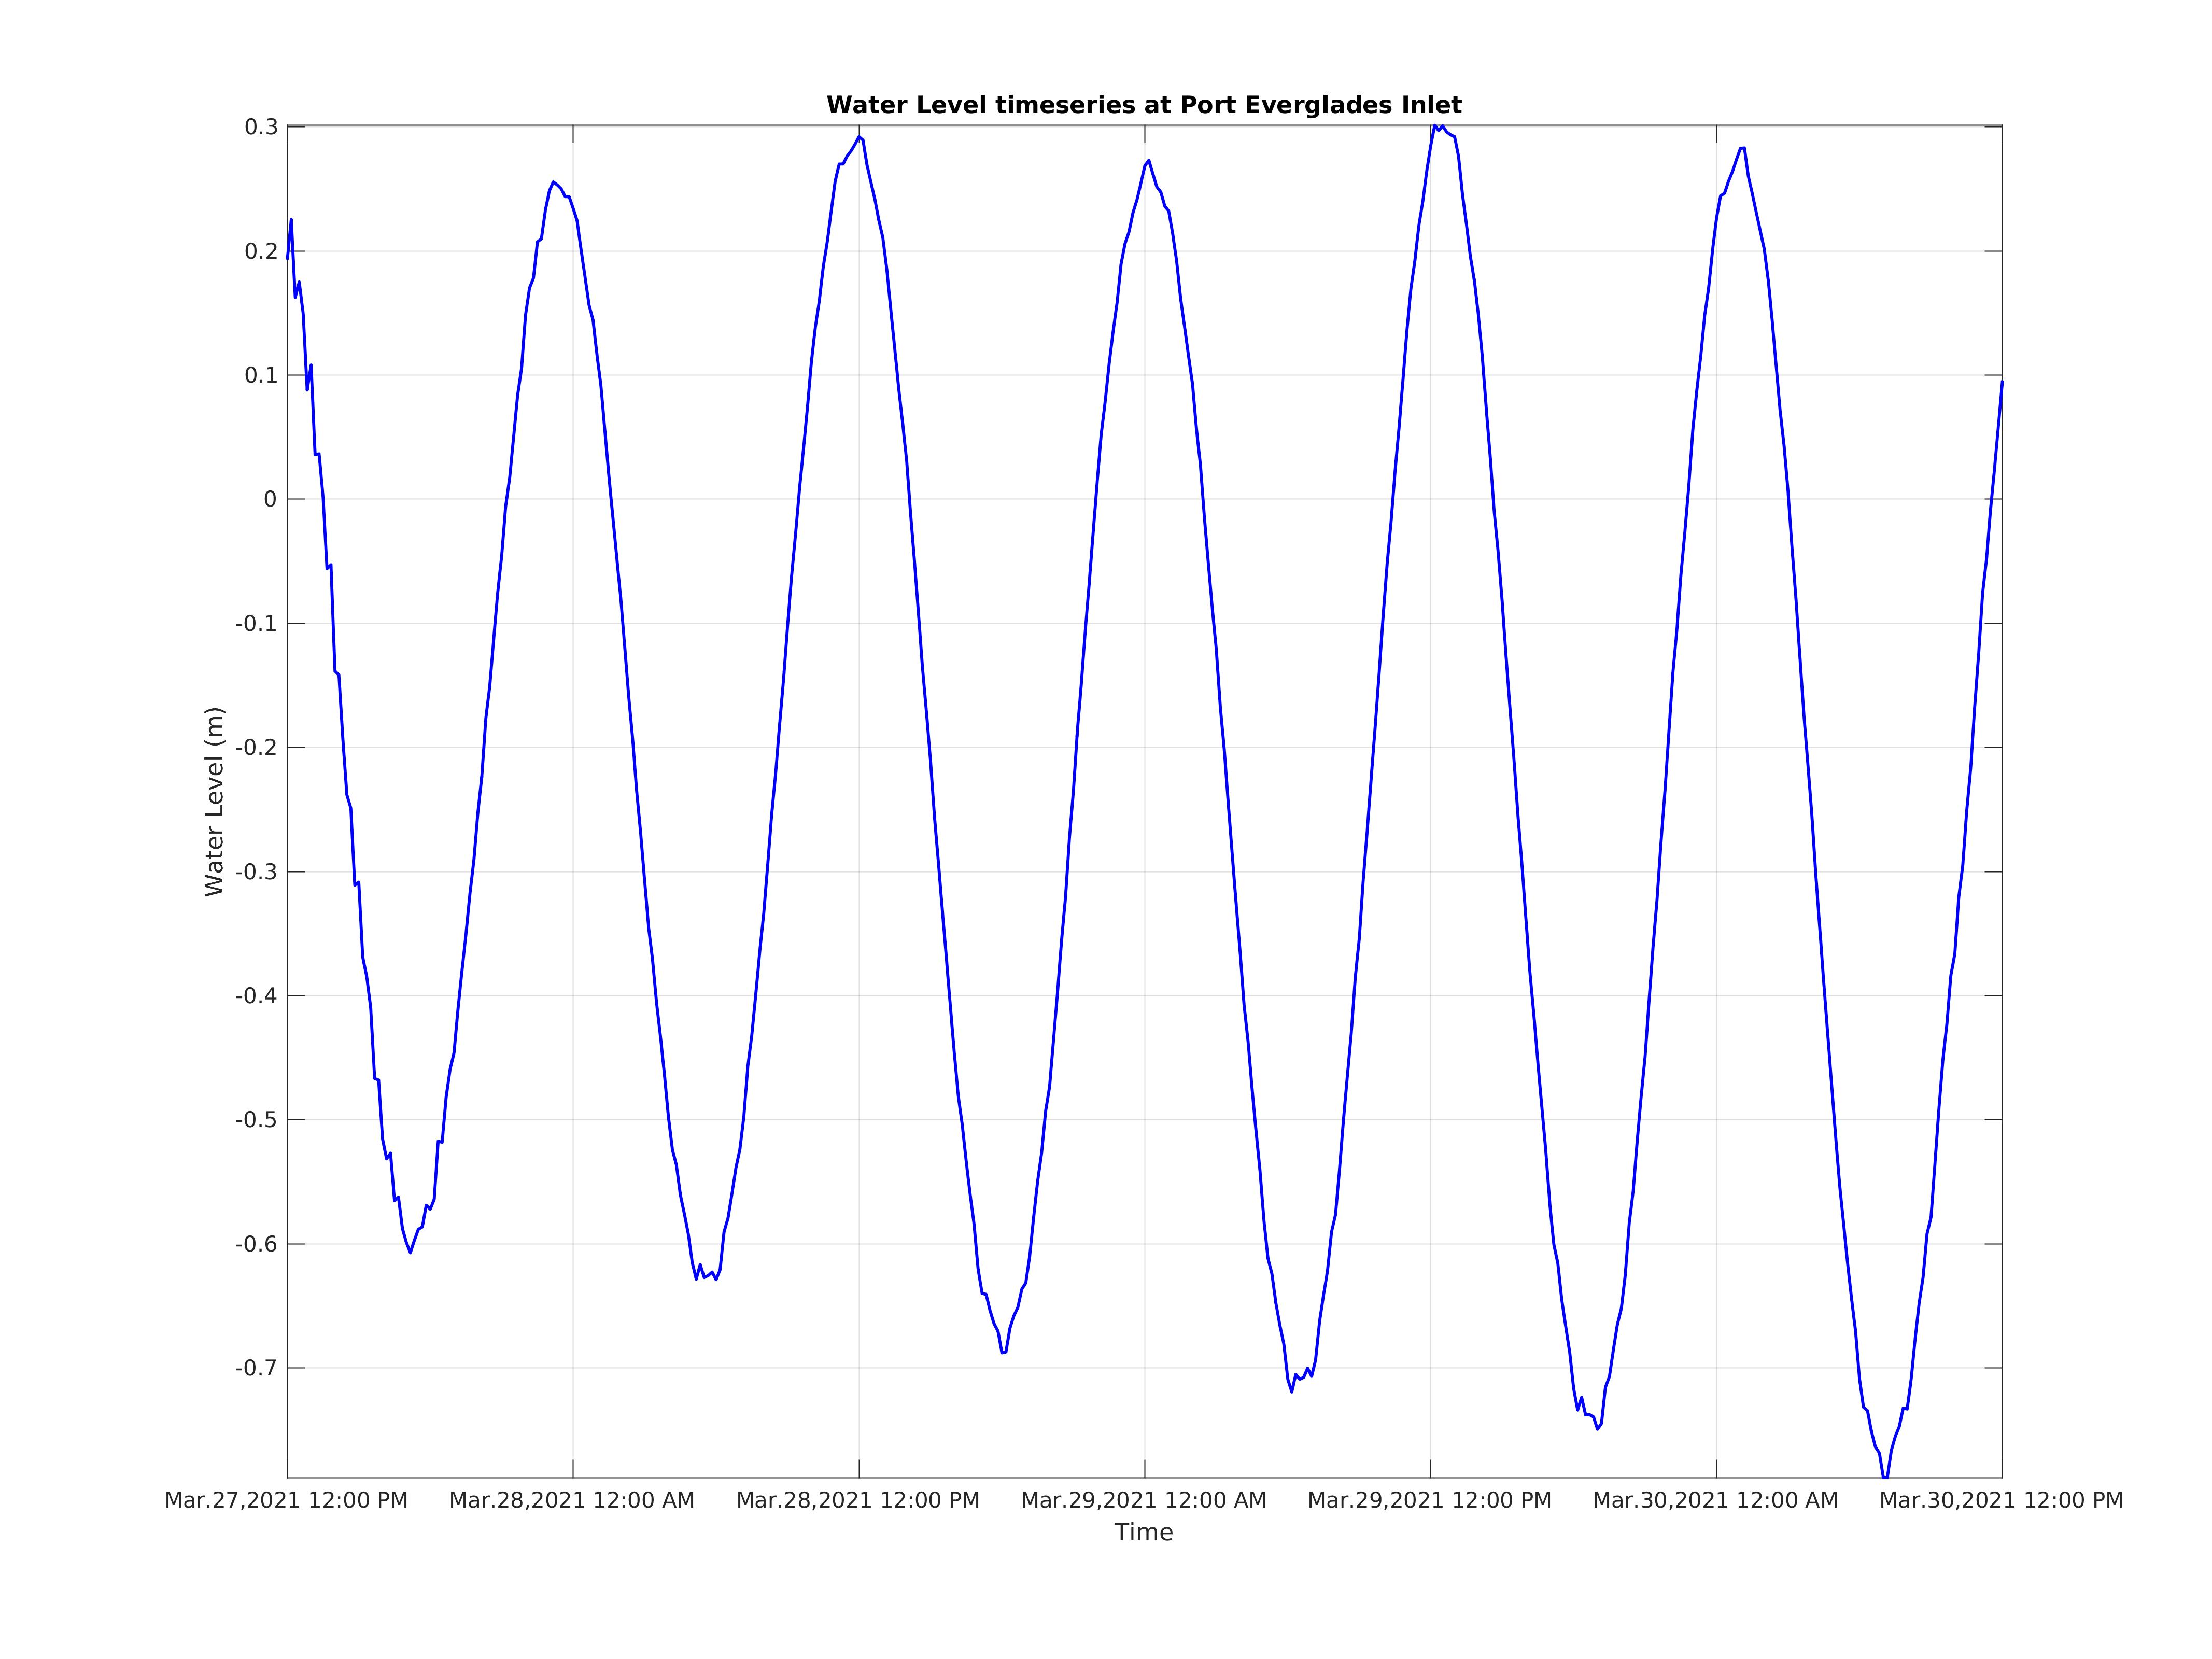 Water Level timeseries at Port Everglades Inlet
0.3
0.2
0.1
0
-0.1
-0.2
-0.3
-0.4
-0.5
-0.6
-0.7
Water Level (m)
Mar.27,2021 12:00 PM Mar.28,2021 12:00 AM Mar.28,2021 12:00 PM Mar.29,2021 12:00 AM Mar.29,2021 12:00 PM Mar.30,2021 12:00 AM Mar.30,2021 12:00 PM
Time